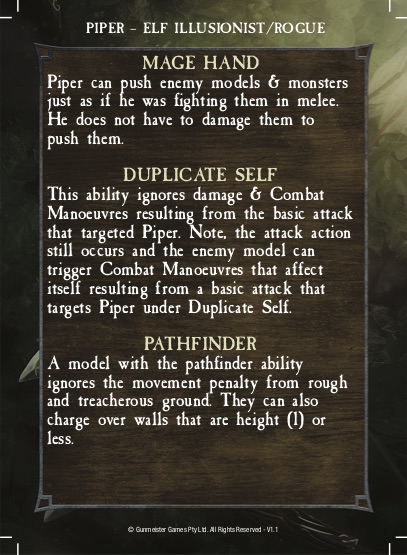 PIPER – ELF ILLUSIONIST/ROGUE
MAGE HAND
Piper can push enemy models & monsters
just as if he was fighting them in melee.
He does not have to damage them to
push them.
DUPLICATE SELF
This ability ignores damage & Combat
Manoeuvres resulting from the basic attack
that targeted Piper. Note, the attack action
still occurs and the enemy model can
trigger Combat Manoeuvres that affect
itself resulting from a basic attack that
targets Piper under Duplicate Self.
PATHFINDER
A model with the pathfinder ability
ignores the movement penalty from rough
and treacherous ground. They can also
charge over walls that are height (1) or
less.
© Gunmeister Games Pty Ltd. All Rights Reserved - V1.1